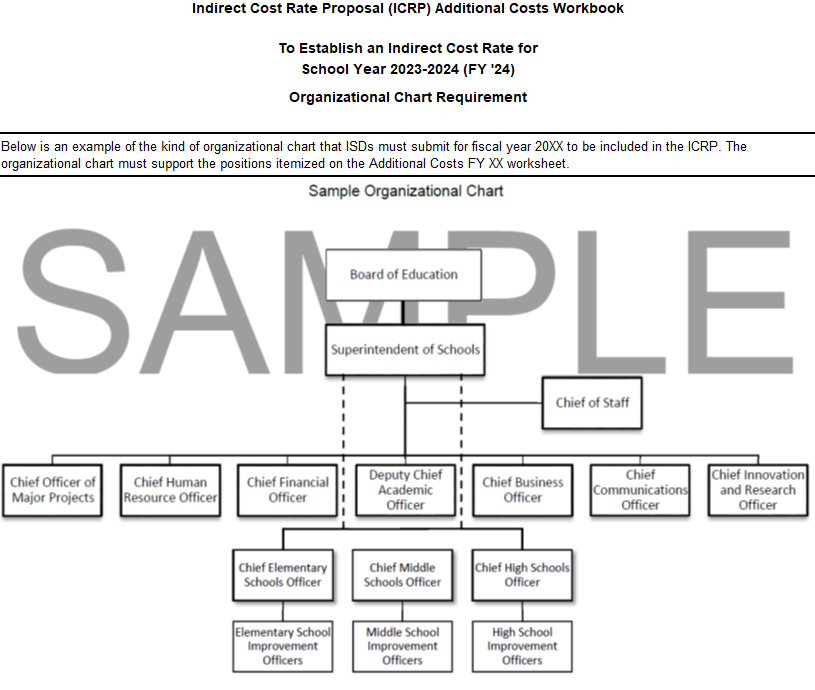 Indirect Cost Rate Proposal (ICRP) Additional Costs Workbook
To Establish an Indirect Cost Rate for
School Year 2023-2024 (FY '24)
Organizational Chart Requirement
Below is an example of the kind of organizational chart that ISDs must submit for fiscal year 20XX to be included in the ICRP. The
organizational chart must support the positions itemized on the Additional Costs FY XX worksheet.
Sample Organizational Chart
SAMPLE
Board of Education
Superintendent of Schools
Chief of Staff
Chief Officer of
Major Projects
Chief Human
Resource Officer
Chief Financial
Officer
Deputy Chief
Academic
Officer
Chief Business
Officer
Chief
Communications
Officer
Chief Innovation
and Research
Officer
Chief Elementary
Schools Officer
Chief Middle
Schools Officer
Chief High Schools
Officer
Elementary School
Improvement
Officers
Middle School
Improvement
Officers
High School
Improvement
Officers